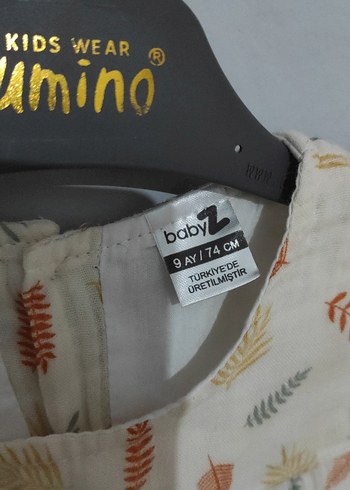 KIDS WEAR
umino®
babyZ
9 AY / 74 CM
TÜRKİYE'DE
ÜRETİLMİŞTİR